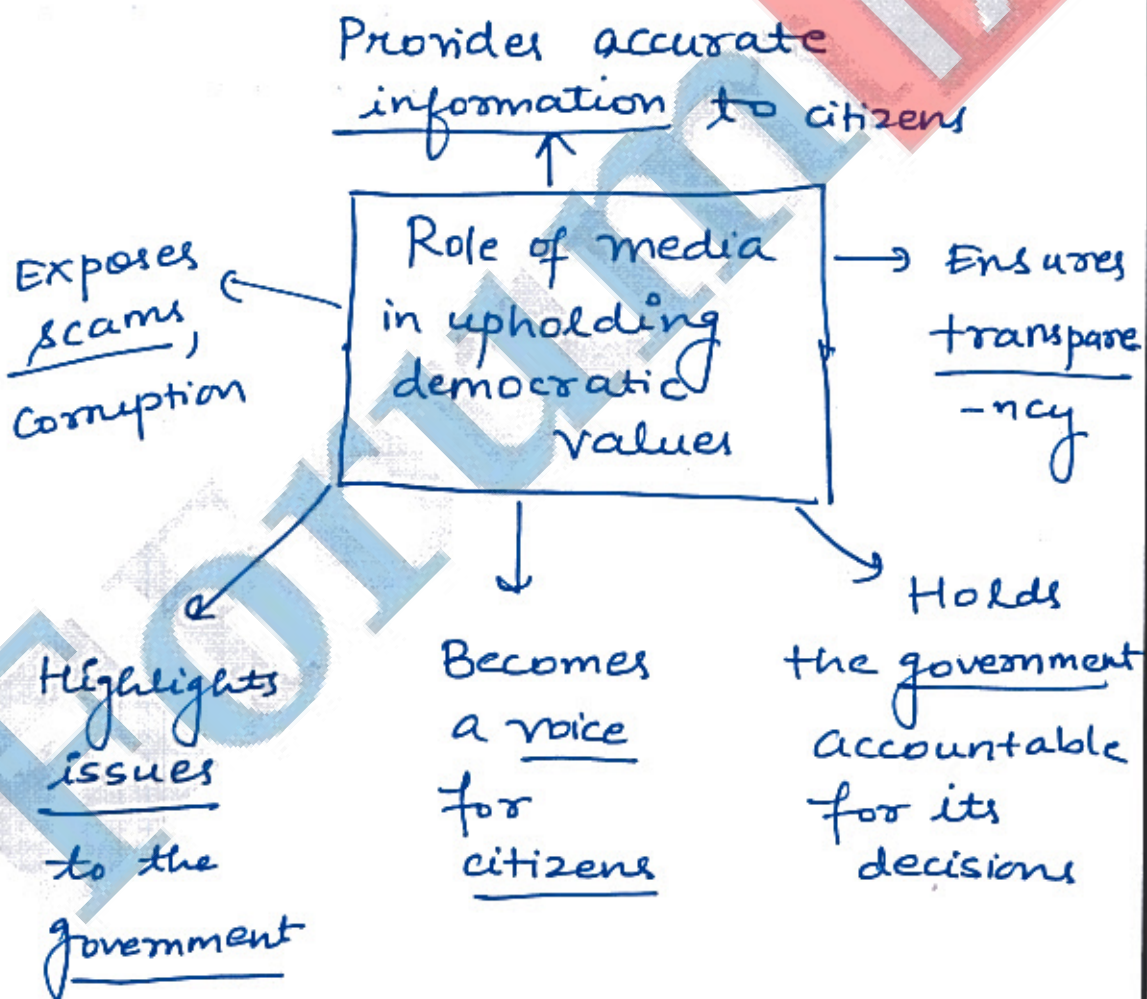 Provides accurate
information to citizens
Role of media
in upholding
democratic
values
Exposes
scams,
Corruption
Ensures
transpare
-ncy
Highlights
issues
to the
government
Becomes
a voice
for
citizens
Holds
the government
accountable
for its
decisions
Forum